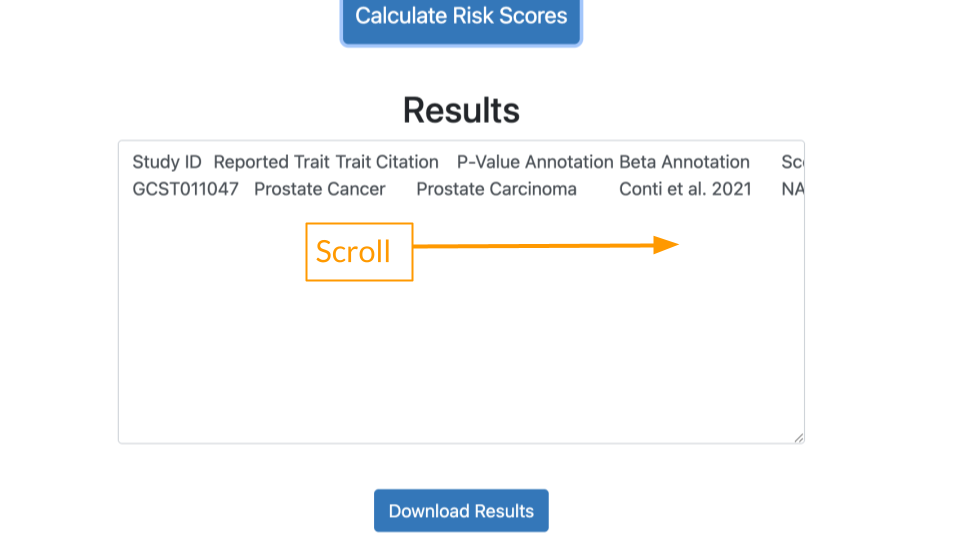 Calculate Risk Scores
Results
Study ID Reported Trait Trait Citation P-Value Annotation Beta Annotation
GCST011047 Prostate Cancer Prostate Carcinoma Conti et al. 2021 NA
Scroll
Download Results